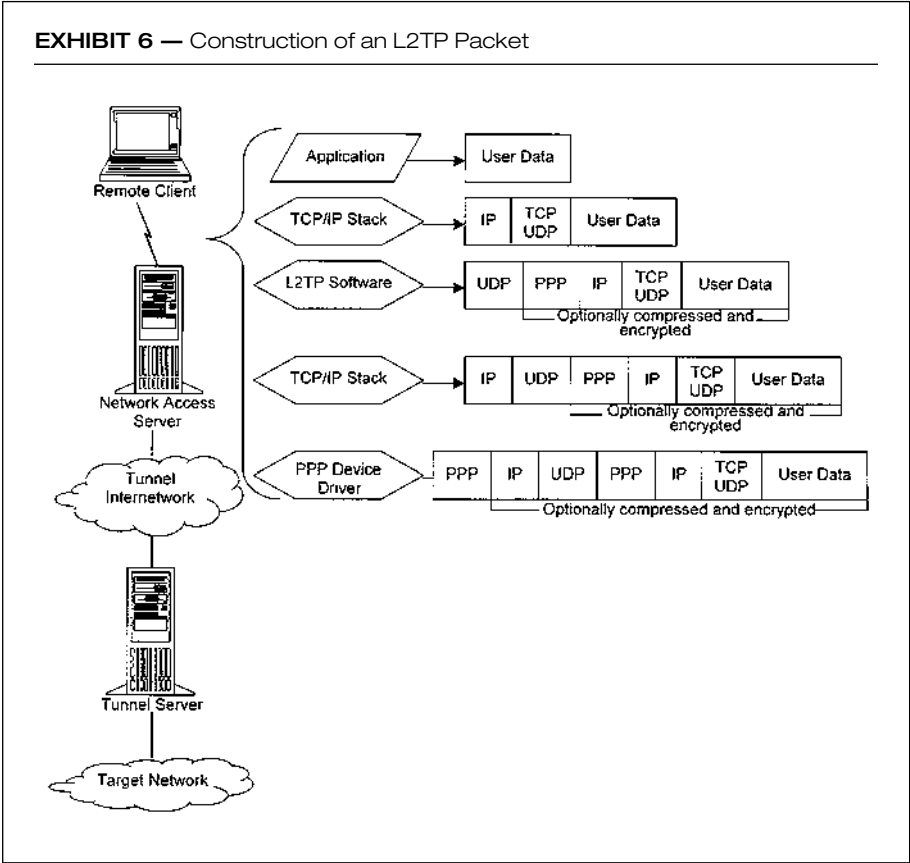 EXHIBIT 6 — Construction of an L2TP Packet
Remote Client
Application
User Data
TCP/IP Stack
IP
TCP
UDP
User Data
L2TP Software
UDP
PPP
IP
TCP
UDP
User Data
Optionally compressed and
encrypted
Network Access
Server
TCP/IP Stack
IP
UDP
PPP
IP
TCP
UDP
User Data
Optionally compressed and
encrypted
Tunnel
Internetwork
PPP Device
Driver
PPP
IP
UDP
PPP
IP
TCP
UDP
User Data
Optionally compressed and encrypted
Tunnel Server
Target Network